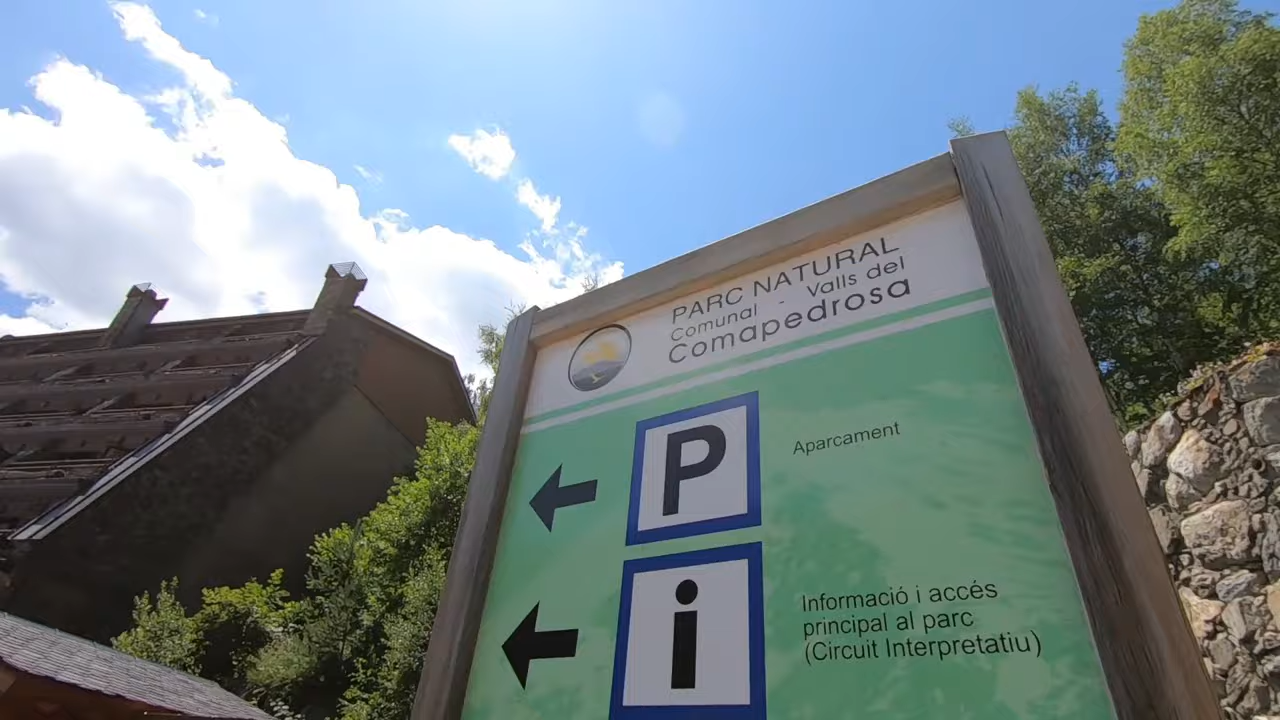 PARC NATURAL
Comunal - Valls del
Comapedrosa
P
Aparcament
i
Informació i accés
principal al parc
(Circuit Interpretatiu)